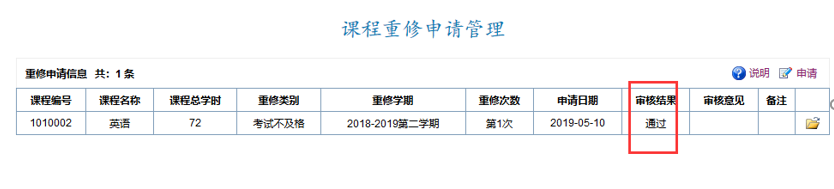 课程重修申请管理
重修申请信息 共：1 条 说明 申请
课程编号 课程名称 课程总学时 重修类别 重修学期 重修次数 申请日期 审核结果 审核意见 备注
1010002 英语 72 考试不及格 2018-2019第二学期 第1次 2019-05-10 通过